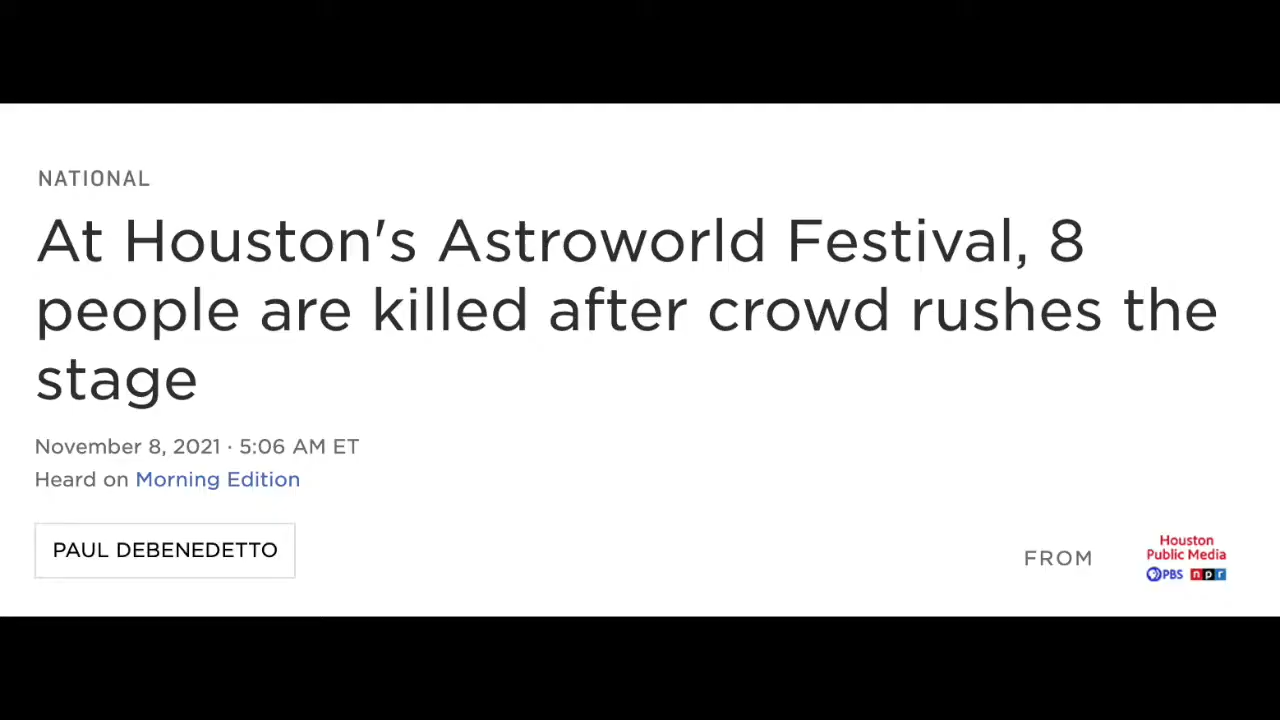 NATIONAL
At Houston's Astroworld Festival, 8
people are killed after crowd rushes the
stage
November 8, 2021 · 5:06 AM ET
Heard on Morning Edition
PAUL DEBENEDETTO
FROM
Houston
Public Media
PBS npr